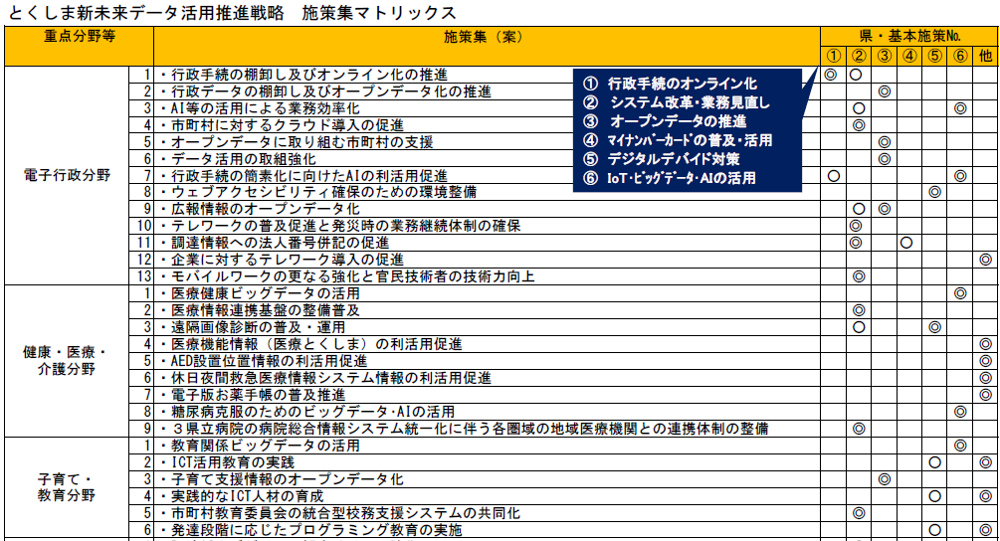 とくしま新未来データ活用推進戦略　施策集マトリックス
重点分野等 施策集（案） 県・基本施策№
① ② ③ ④ ⑤ ⑥ 他
① 行政手続のオンライン化
② システム改革・業務見直し
③ オープンデータの推進
④ ﾏｲﾅﾝﾊﾞｰｶｰﾄﾞの普及・活用
⑤ デジタルデバイド対策
⑥ IoT・ﾋﾞｯｸﾞﾃﾞｰﾀ・AIの活用
電子行政分野
1 ・行政手続の棚卸し及びオンライン化の推進 ◎ ○
2 ・行政データの棚卸し及びオープンデータ化の推進 ◎
3 ・AI等の活用による業務効率化 ○ ◎
4 ・市町村に対するクラウド導入の促進 ◎
5 ・オープンデータに取り組む市町村の支援 ◎
6 ・データ活用の取組強化 ◎
7 ・行政手続の簡素化に向けたAIの利活用促進 ○ ◎
8 ・ウェブアクセシビリティ確保のための環境整備 ◎
9 ・広報情報のオープンデータ化 ○ ◎
10 ・テレワークの普及促進と発災時の業務継続体制の確保 ◎
11 ・調達情報への法人番号併記の促進 ◎ ○
12 ・企業に対するテレワーク導入の促進 ◎
13 ・モバイルワークの更なる強化と官民技術者の技術力向上 ◎
健康・医療・
介護分野
1 ・医療健康ビッグデータの活用 ◎
2 ・医療情報連携基盤の整備普及 ◎
3 ・遠隔画像診断の普及・運用 ○ ◎
4 ・医療機能情報（医療とくしま）の利活用促進 ◎
5 ・AED設置位置情報の利活用促進 ◎
6 ・休日夜間救急医療情報システム情報の利活用促進 ◎
7 ・電子版お薬手帳の普及推進 ◎
8 ・糖尿病克服のためのビッグデータ・AIの活用 ◎
9 ・３県立病院の病院総合情報システム統一化に伴う各圏域の地域医療機関との連携体制の整備 ◎
子育て・
教育分野
1 ・教育関係ビッグデータの活用 ◎
2 ・ICT活用教育の実践 ○ ◎
3 ・子育て支援情報のオープンデータ化 ◎
4 ・実践的なICT人材の育成 ○ ◎
5 ・市町村教育委員会の統合型校務支援システムの共同化 ◎
6 ・発達段階に応じたプログラミング教育の実施 ○ ◎